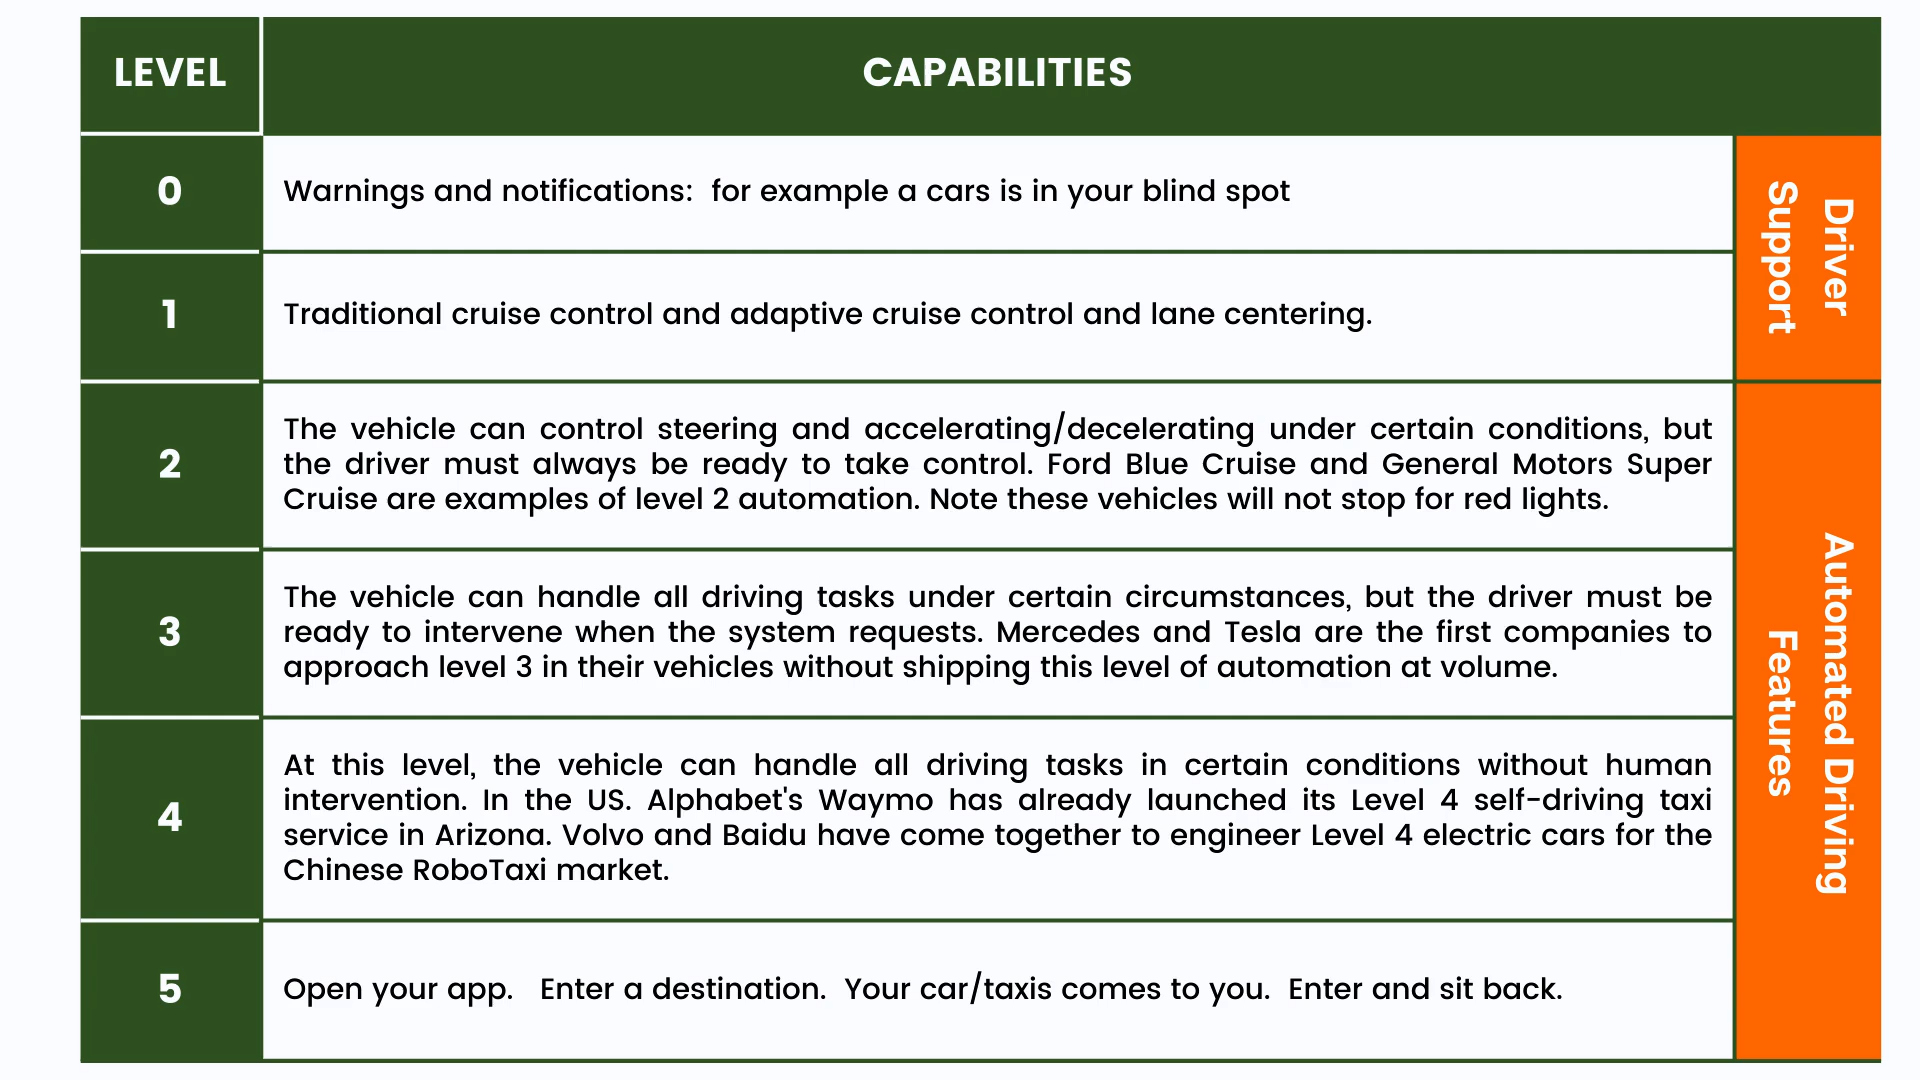 LEVEL
CAPABILITIES
0
Warnings and notifications:  for example a cars is in your blind spot
1
Traditional cruise control and adaptive cruise control and lane centering.
Driver
Support
2
The vehicle can control steering and accelerating/decelerating under certain conditions, but
the driver must always be ready to take control. Ford Blue Cruise and General Motors Super
Cruise are examples of level 2 automation. Note these vehicles will not stop for red lights.
3
The vehicle can handle all driving tasks under certain circumstances, but the driver must be
ready to intervene when the system requests. Mercedes and Tesla are the first companies to
approach level 3 in their vehicles without shipping this level of automation at volume.
4
At this level, the vehicle can handle all driving tasks in certain conditions without human
intervention. In the US. Alphabet's Waymo has already launched its Level 4 self-driving taxi
service in Arizona. Volvo and Baidu have come together to engineer Level 4 electric cars for the
Chinese RoboTaxi market.
5
Open your app.   Enter a destination.  Your car/taxis comes to you.  Enter and sit back.
Automated Driving
Features